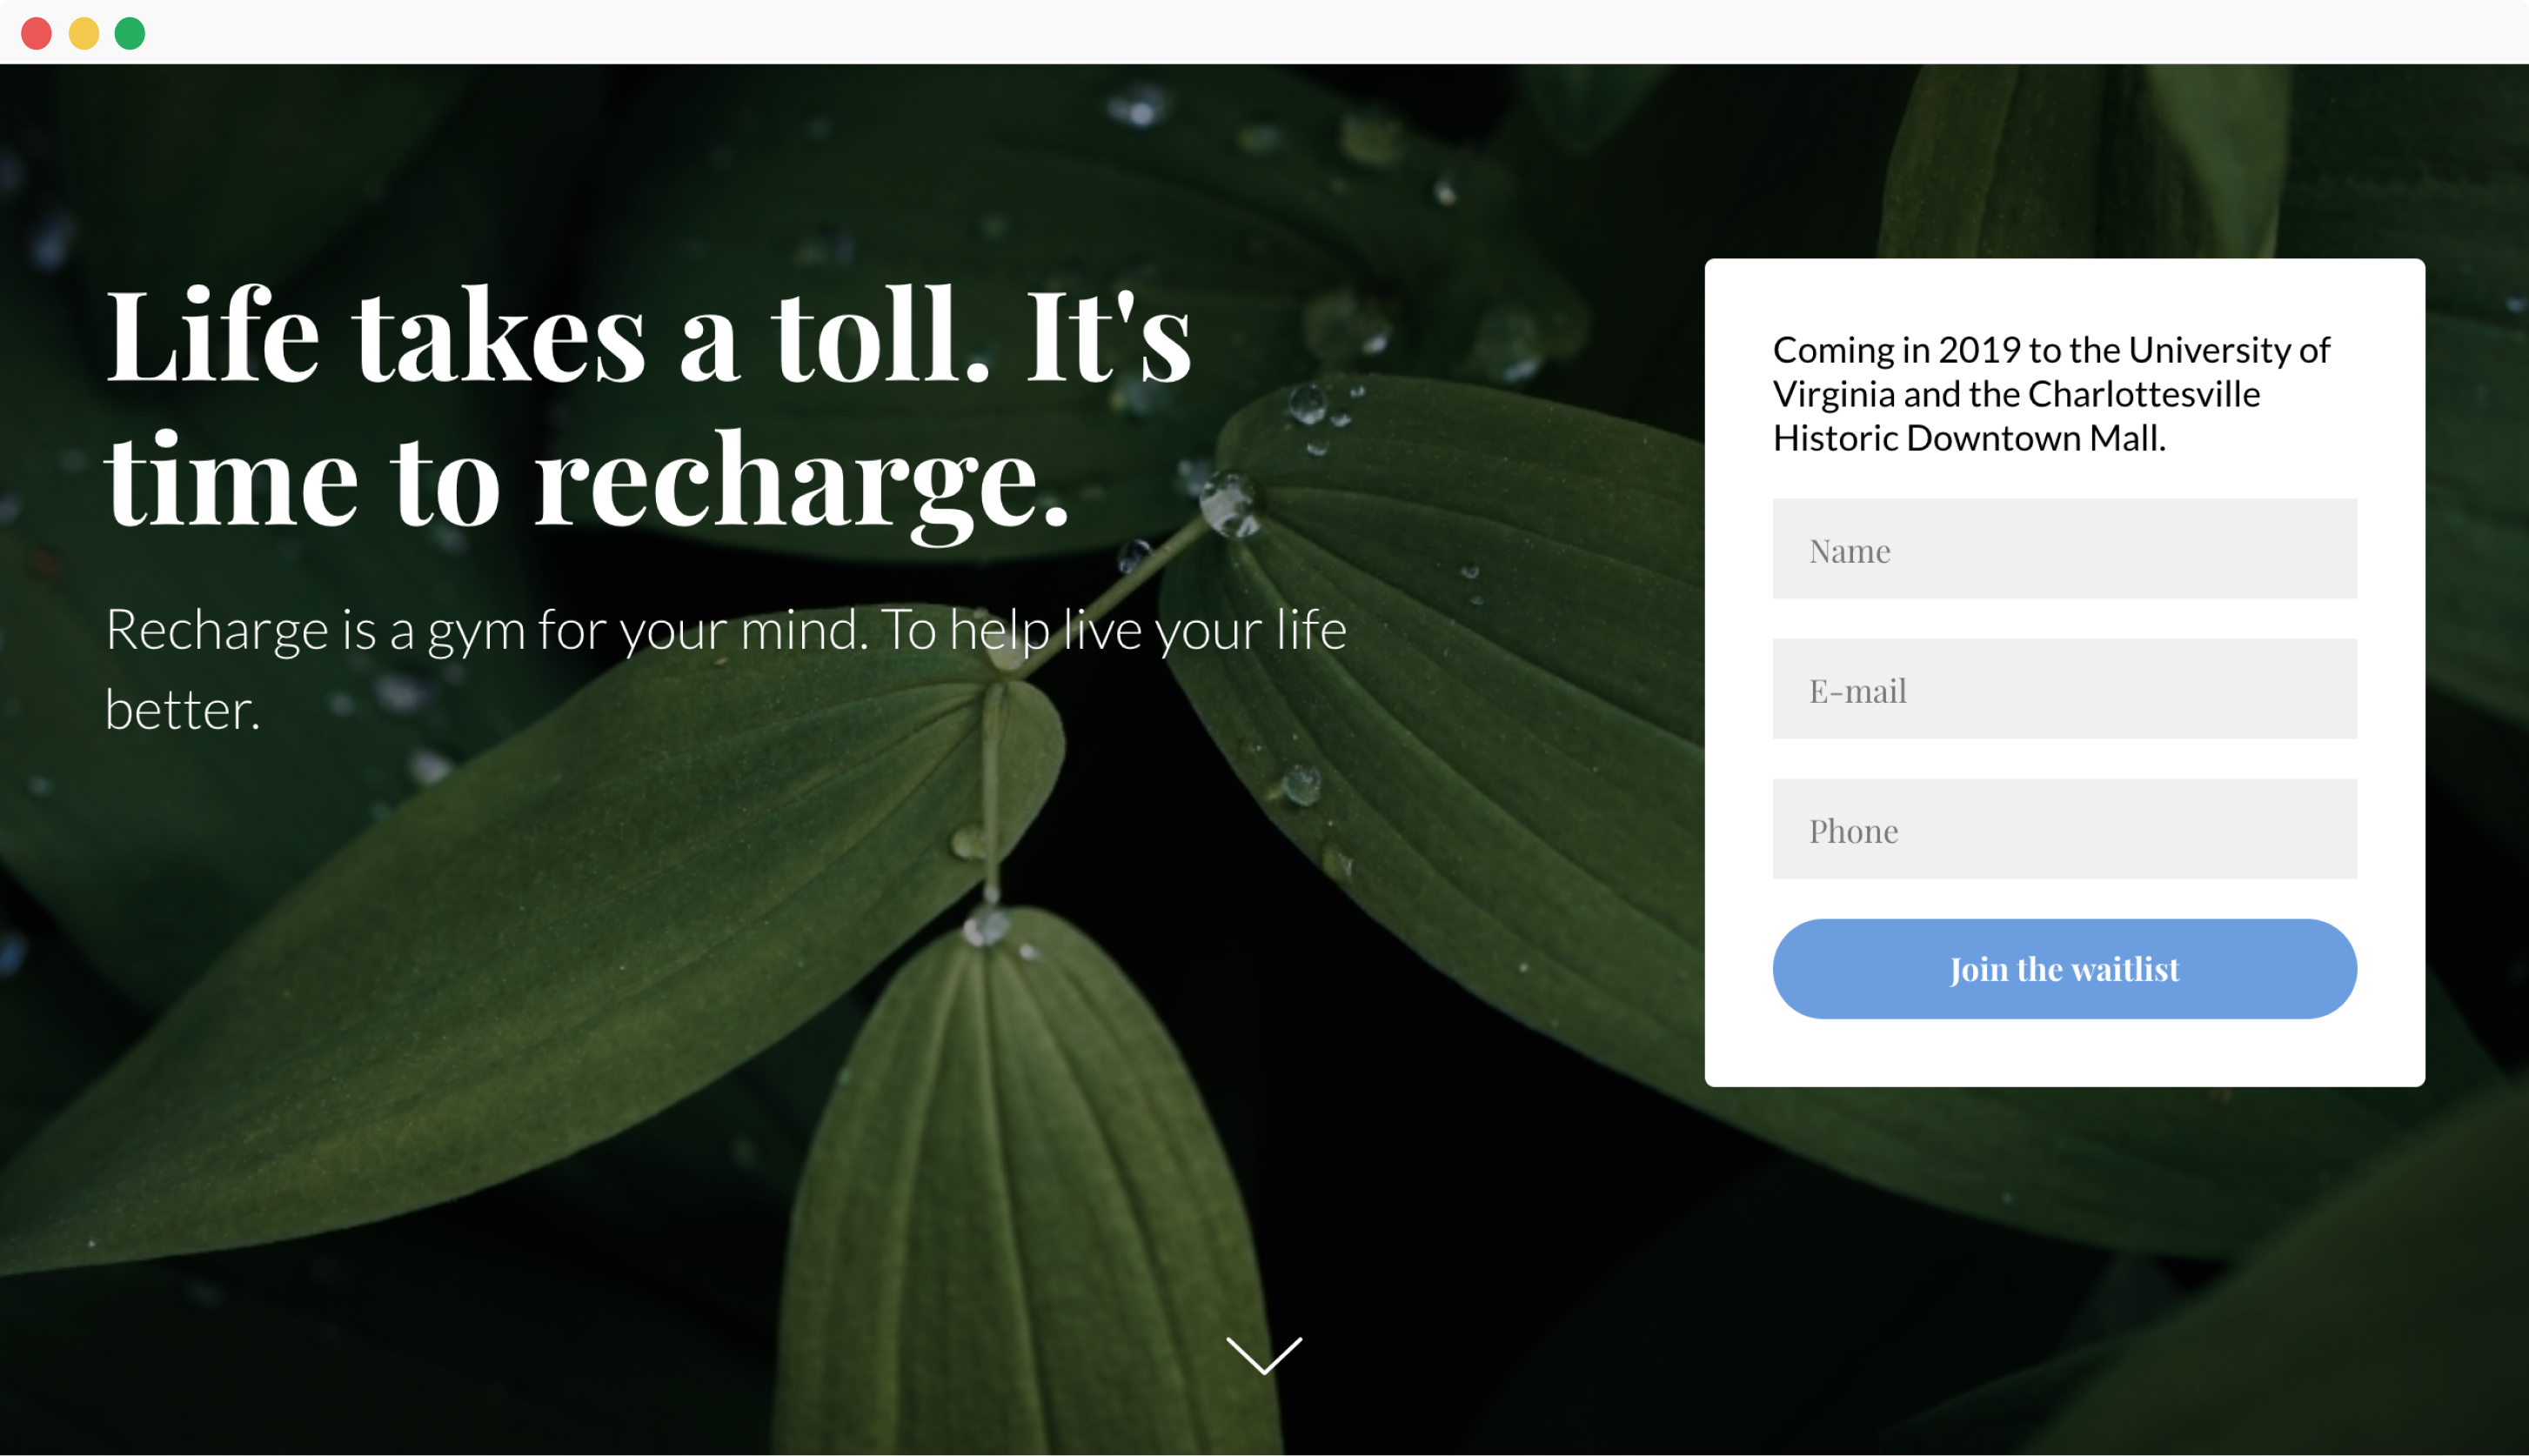 Life takes a toll. It's
time to recharge.
Recharge is a gym for your mind. To help live your life
better.
Coming in 2019 to the University of
Virginia and the Charlottesville
Historic Downtown Mall.
Name
E-mail
Phone
Join the waitlist